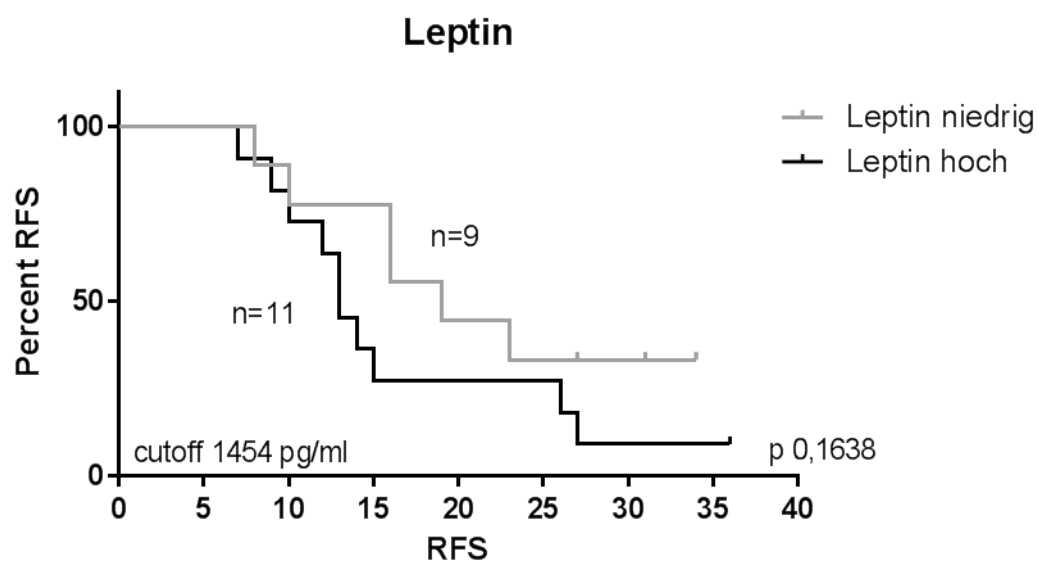 Leptin
Leptin niedrig
Leptin hoch
Percent RFS
100
50
0
n=9
n=11
cutoff 1454 pg/ml
p 0,1638
0 5 10 15 20 25 30 35 40
RFS